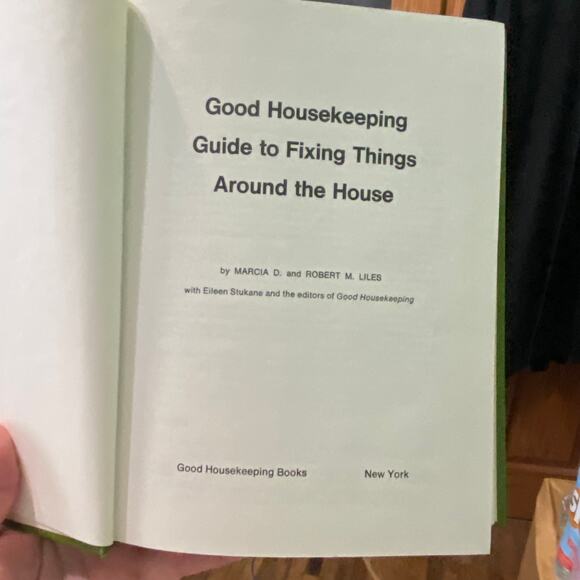 Good Housekeeping
Guide to Fixing Things
Around the House
by MARCIA D. and ROBERT M. LILES
with Eileen Stukane and the editors of Good Housekeeping
Good Housekeeping Books
New York